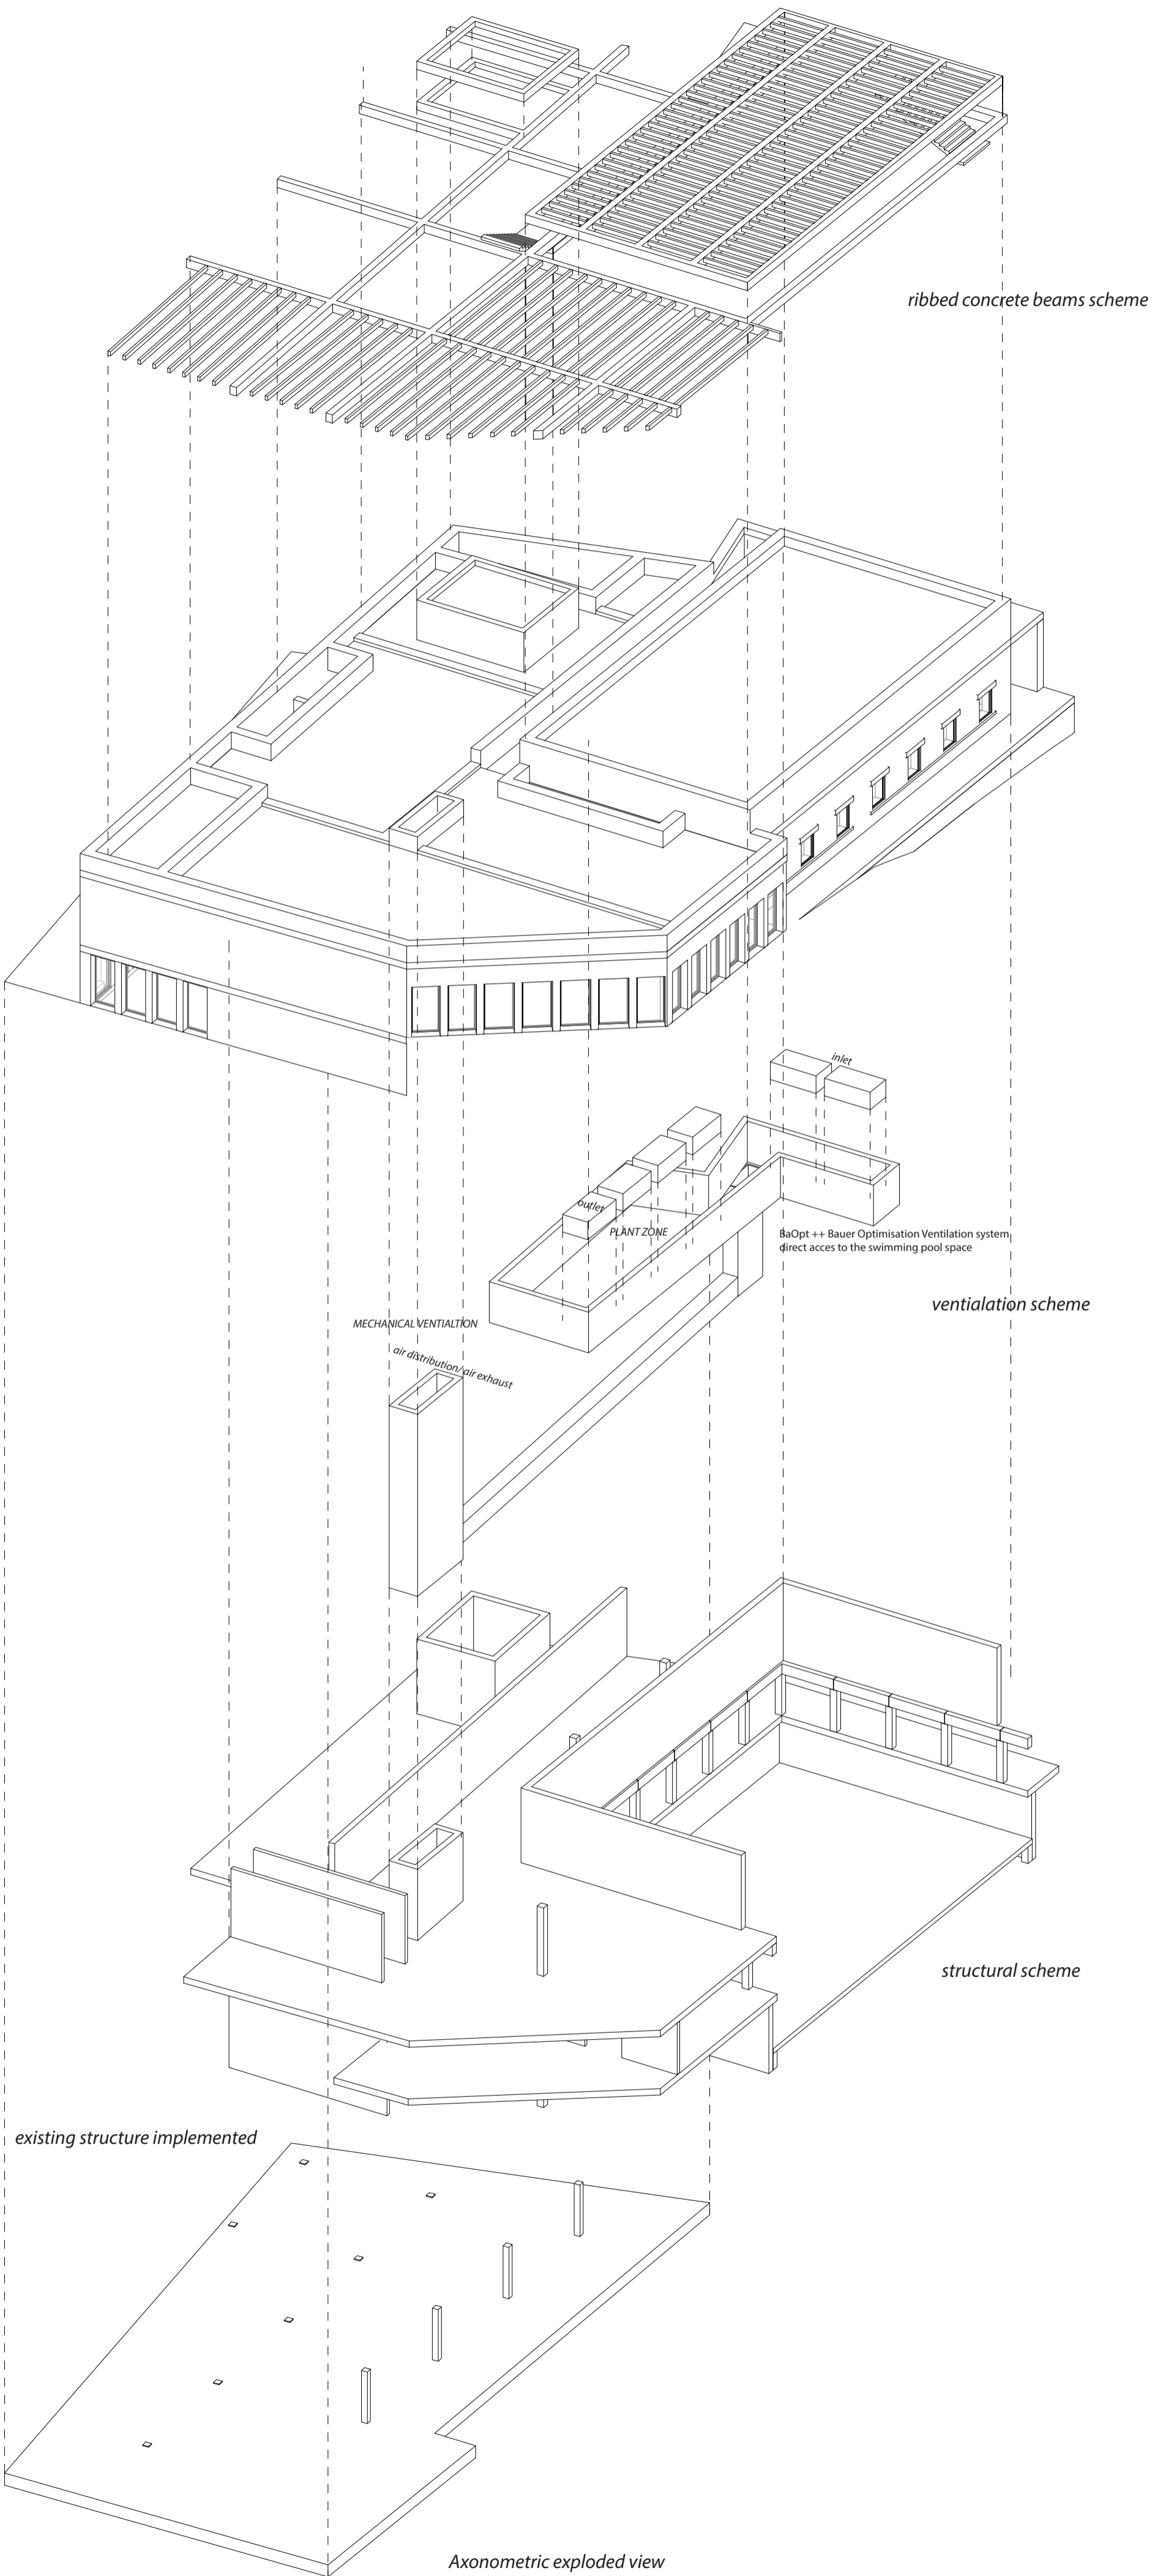 ribbed concrete beams scheme
inlet
outlet
PLANT ZONE
BaOpt ++ Bauer Optimisation Ventilation system
direct acces to the swimming pool space
ventialation scheme
MECHANICAL VENTIALTION
air distribution/ air exhaust
structural scheme
existing structure implemented
Axonometric exploded view